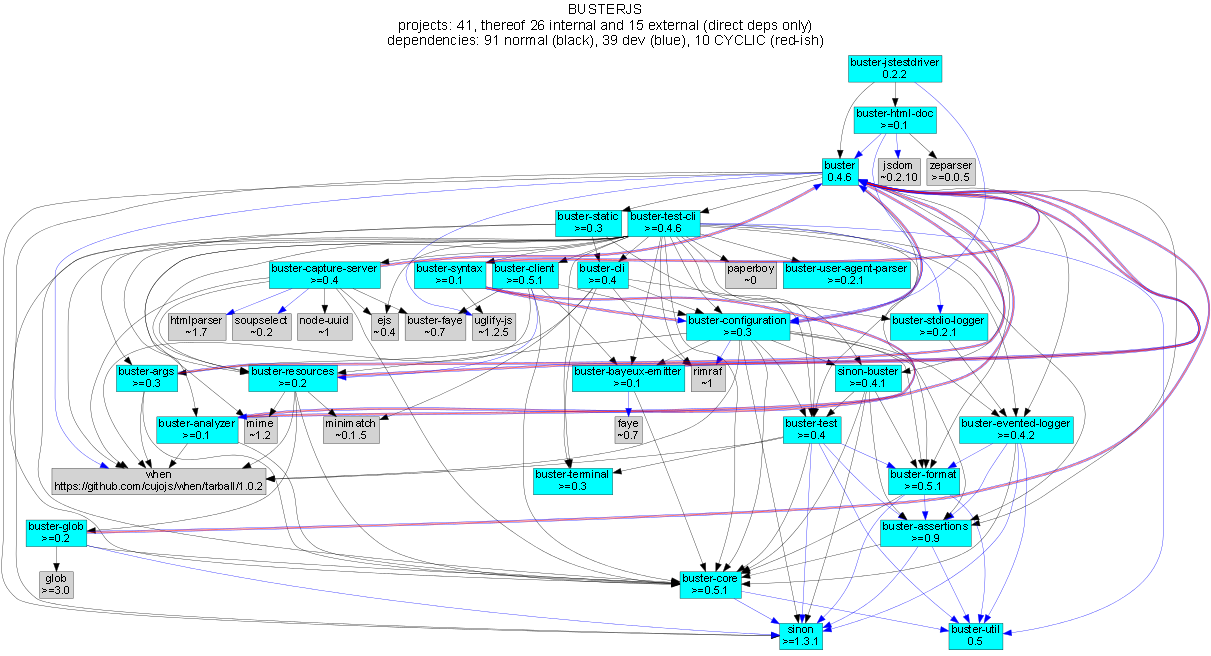 BUSTERJS
projects: 41, thereof 26 internal and 15 external (direct deps only)
dependencies: 91 normal (black), 39 dev (blue), 10 CYCLIC (red-ish)
buster-jstestdriver
0.2.2
buster-html-doc
>=0.1
buster
0.4.6
jsdom
~0.2.10
zeparser
>=0.0.5
buster-static
>=0.3
buster-test-cli
>=0.4.6
buster-capture-server
>=0.4
buster-syntax
>=0.1
buster-client
>=0.5.1
buster-cli
>=0.4
paperboy
~0
buster-user-agent-parser
>=0.2.1
htmlparser
~1.7
soupselect
~0.2
node-uuid
~1
ejs
~0.4
buster-faye
~0.7
uglify-js
~1.2.5
buster-configuration
>=0.3
buster-stdio-logger
>=0.2.1
buster-args
>=0.3
buster-resources
>=0.2
buster-bayeux-emitter
>=0.1
rimraf
~1
sinon-buster
>=0.4.1
buster-analyzer
>=0.1
mime
~1.2
minimatch
~0.1.5
faye
~0.7
buster-test
>=0.4
buster-evented-logger
>=0.4.2
when
https://github.com/cujojs/when/tarball/1.0.2
buster-terminal
>=0.3
buster-format
>=0.5.1
buster-glob
>=0.2
buster-assertions
>=0.9
glob
>=3.0
buster-core
>=0.5.1
sinon
>=1.3.1
buster-util
0.5